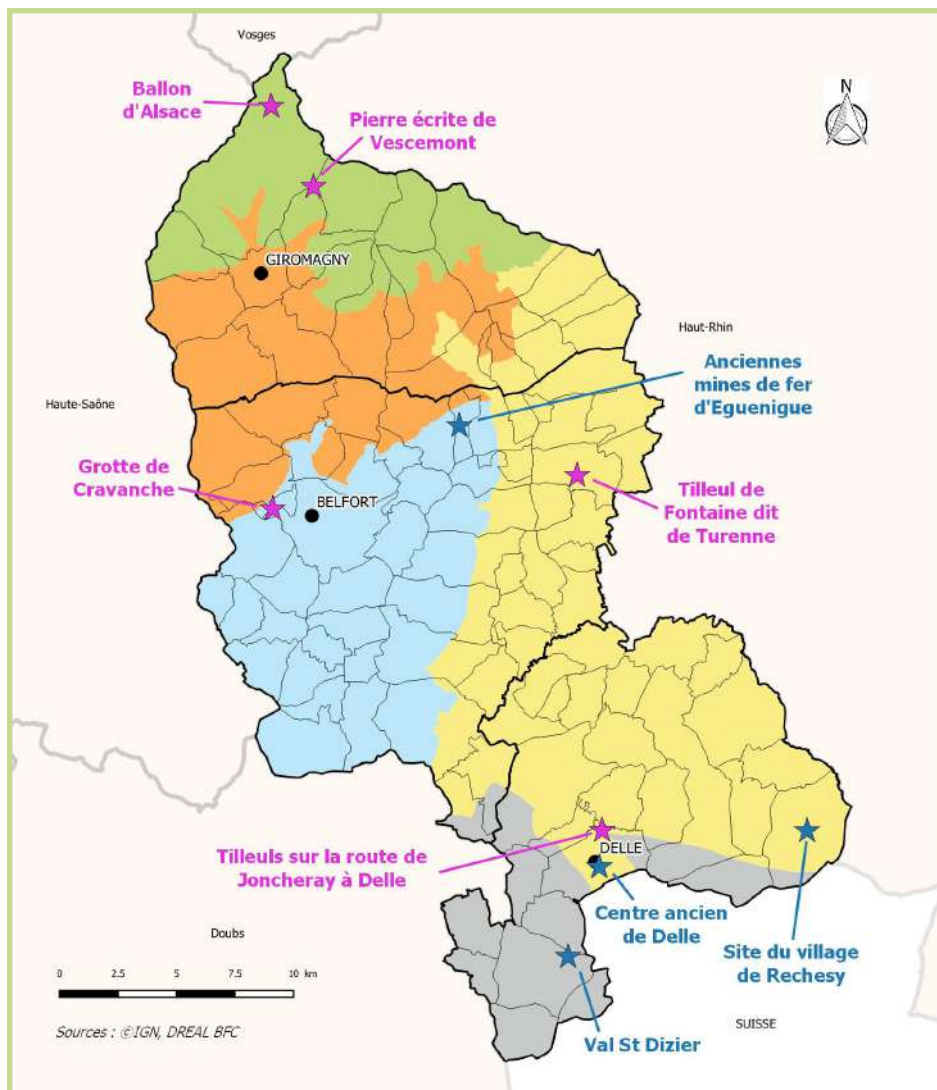 Vosges
Ballon
d'Alsace
N
Pierre écrite de
Vescemont
GIROMAGNY
Haut-Rhin
Anciennes
mines de fer
d'Eguenigue
Haute-Saône
Grotte de
Cravanche
BELFORT
Tilleul de
Fontaine dit
de Turenne
Tilleuls sur la route de
Joncheray à Delle
DELLE
Centre ancien
de Delle
Site du village
de Rechesy
Doubs
0 2.5 5 7.5 10 km
Sources : ©IGN, DREAL BFC
SUISSE
Val St Dizier